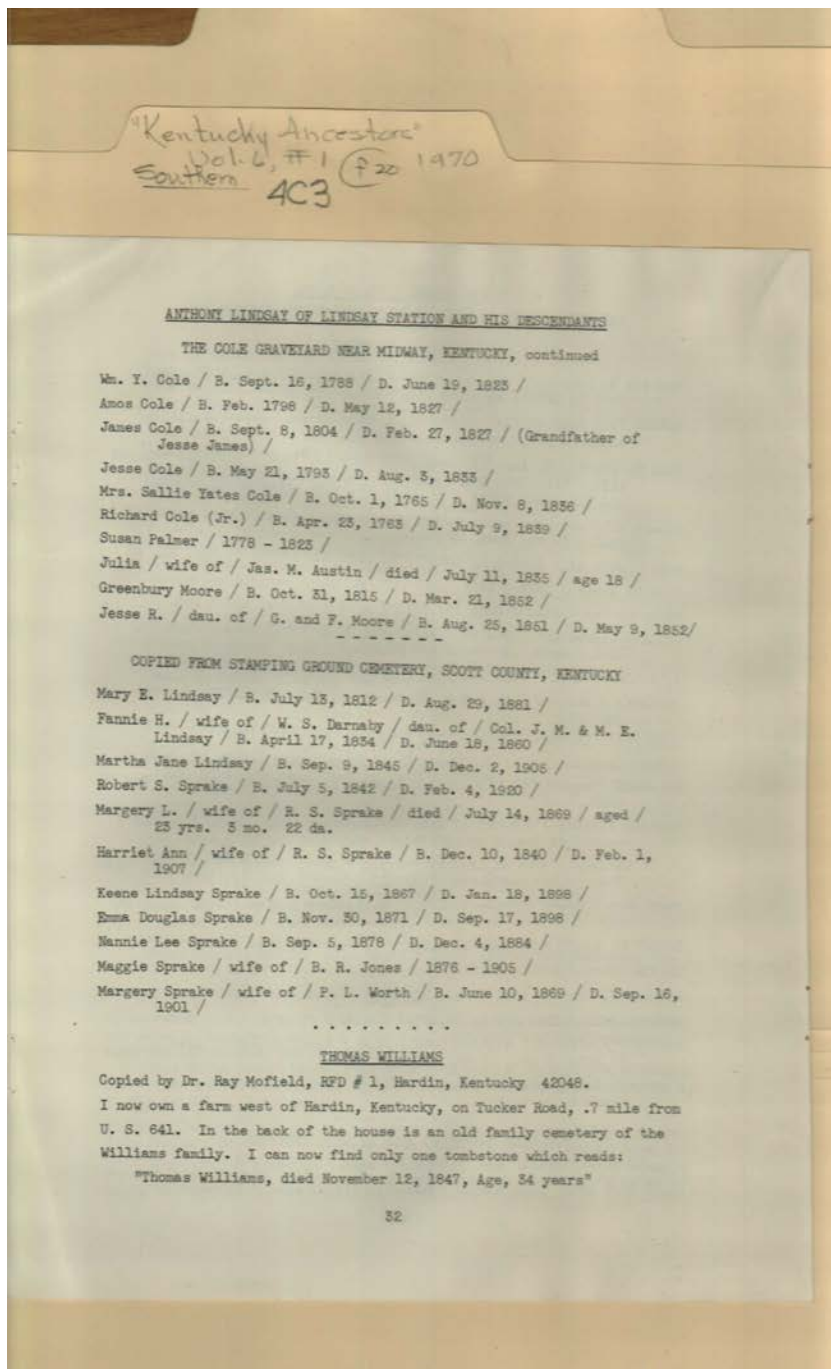 "Kentucky Ancestors"
Vol. 6, #1 p 20 1970
Southern 4C3
ANTHONY LINDSAY OF LINDSAY STATION AND HIS DESCENDANTS
THE COLE GRAVEYARD NEAR MIDWAY, KENTUCKY, continued
Wm. Y. Cole / B. Sept. 16, 1788 / D. June 19, 1823 /
Amos Cole / B. Feb. 1798 / D. May 12, 1827 /
James Cole / B. Sept. 8, 1804 / D. Feb. 27, 1827 / (Grandfather of
Jesse James) /
Jesse Cole / B. May 21, 1793 / D. Aug. 3, 1833 /
Mrs. Sallie Yates Cole / B. Oct. 1, 1765 / D. Nov. 8, 1836 /
Richard Cole (Jr.) / B. Apr. 23, 1763 / D. July 9, 1839 /
Susan Palmer / 1778 - 1823 /
Julia / wife of / Jas. M. Austin / died / July 11, 1835 / age 18 /
Greenbury Moore / B. Oct. 31, 1815 / D. Mar. 21, 1852 /
Jesse R. / dau. of / G. and F. Moore / B. Aug. 25, 1851 / D. May 9, 1852/
- - - - - - -
COPIED FROM STAMPING GROUND CEMETERY, SCOTT COUNTY, KENTUCKY
Mary E. Lindsay / B. July 13, 1812 / D. Aug. 29, 1881 /
Fannie H. / wife of / W. S. Darnaby / dau. of / Col. J. M. & M. E.
Lindsay / B. April 17, 1834 / D. June 18, 1860 /
Martha Jane Lindsay / B. Sep. 9, 1845 / D. Dec. 2, 1905 /
Robert S. Sprake / B. July 5, 1842 / D. Feb. 4, 1920 /
Margery L. / wife of / R. S. Sprake / died / July 14, 1869 / aged /
23 yrs. 3 mo. 22 da.
Harriet Ann / wife of / R. S. Sprake / B. Dec. 10, 1840 / D. Feb. 1,
1907 /
Keene Lindsay Sprake / B. Oct. 15, 1867 / D. Jan. 18, 1898 /
Emma Douglas Sprake / B. Nov. 30, 1871 / D. Sep. 17, 1898 /
Nannie Lee Sprake / B. Sep. 5, 1878 / D. Dec. 4, 1884 /
Maggie Sprake / wife of / B. R. Jones / 1876 - 1905 /
Margery Sprake / wife of / P. L. Worth / B. June 10, 1869 / D. Sep. 16,
1901 /
. . . . . . . . .
THOMAS WILLIAMS
Copied by Dr. Ray Mofield, RFD # 1, Hardin, Kentucky 42048.
I now own a farm west of Hardin, Kentucky, on Tucker Road, .7 mile from
U. S. 641. In the back of the house is an old family cemetery of the
Williams family. I can now find only one tombstone which reads:
"Thomas Williams, died November 12, 1847, Age, 34 years"
32